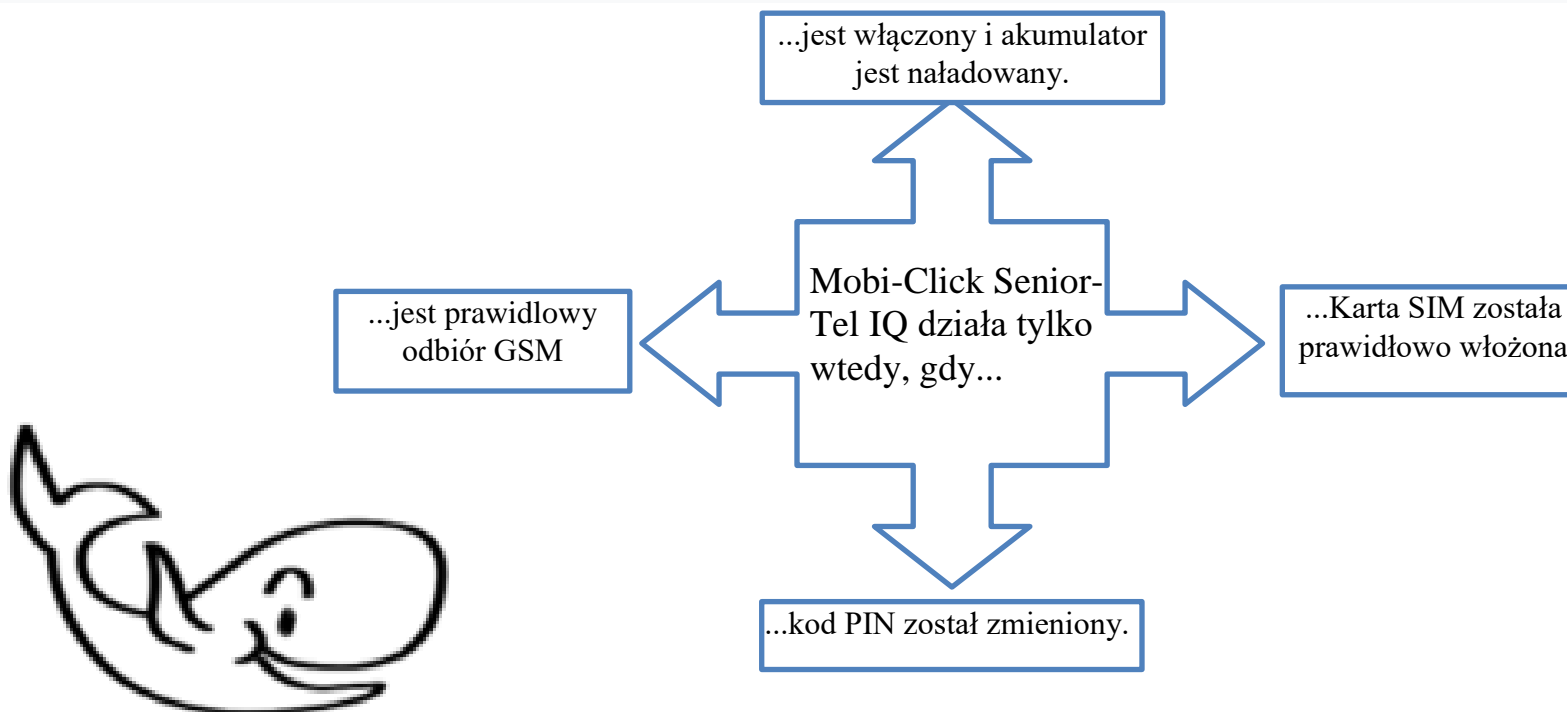 ...jest włączony i akumulator
jest naładowany.
...jest prawidlowy
odbiór GSM
Mobi-Click Senior-
Tel IQ działa tylko
wtedy, gdy...
...Karta SIM została
prawidłowo włożona
...kod PIN został zmieniony.